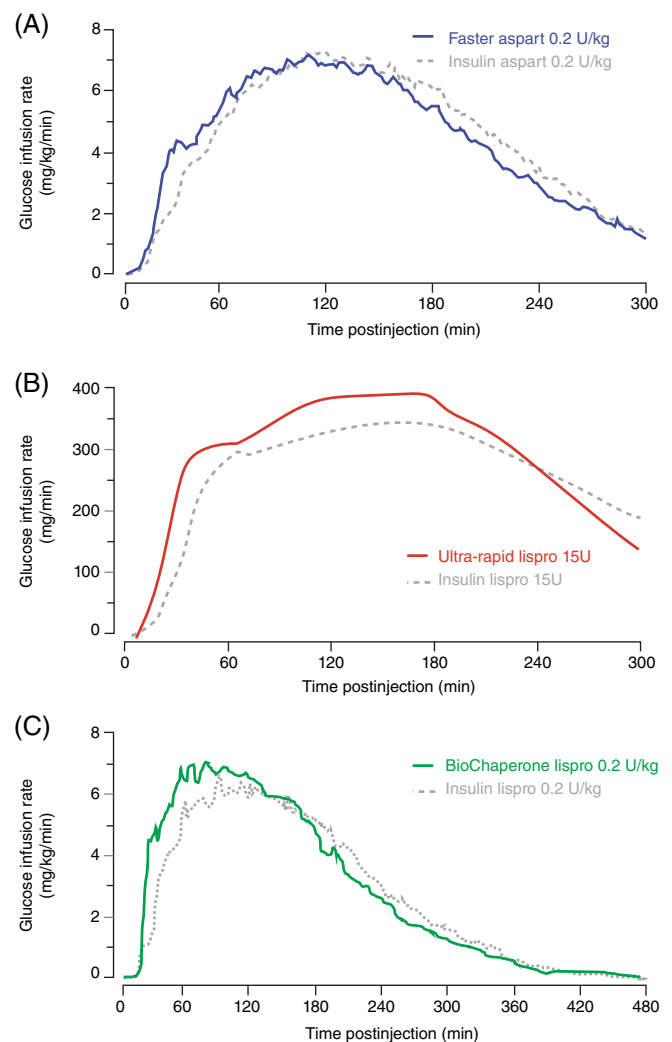 (A)
Glucose infusion rate
(mg/kg/min)
8
6
4
2
0
Faster aspart 0.2 U/kg
Insulin aspart 0.2 U/kg
0 60 120 180 240 300
Time postinjection (min)
(B)
Glucose infusion rate
(mg/min)
400
300
200
100
0
Ultra-rapid lispro 15U
Insulin lispro 15U
0 60 120 180 240 300
Time postinjection (min)
(C)
Glucose infusion rate
(mg/kg/min)
8
6
4
2
0
BioChaperone lispro 0.2 U/kg
Insulin lispro 0.2 U/kg
0 60 120 180 240 300 360 420 480
Time postinjection (min)